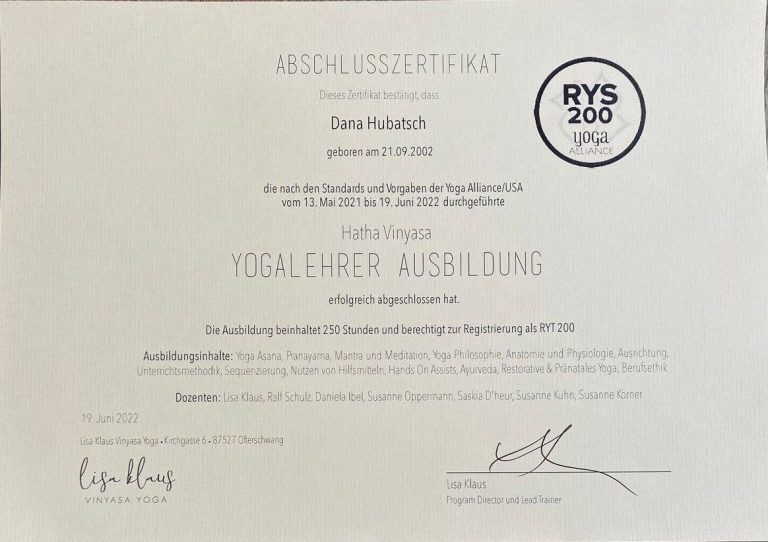 ABSCHLUSSZERTIFIKAT
Dieses Zertifikat bestätigt, dass
Dana Hubatsch
geboren am 21.09.2002
RYS
200
yoga
ALLIANCE
die nach den Standards und Vorgaben der Yoga Alliance/USA
vom 13. Mai 2021 bis 19. Juni 2022 durchgeführte
Hatha Vinyasa
YOGALEHRER AUSBILDUNG
erfolgreich abgeschlossen hat.
Die Ausbildung beinhaltet 250 Stunden und berechtigt zur Registrierung als RYT 200
Ausbildungsinhalte: Yoga Asana, Pranayama, Mantra und Meditation, Yoga Philosophie, Anatomie und Physiologie, Ausrichtung,
Unterrichtsmethodik, Sequenzierung, Nutzen von Hilfsmitteln, Hands On Assists, Ayurveda, Restorative & Pränatales Yoga, Berufsethik
Dozenten: Lisa Klaus, Ralf Schulz, Daniela Ibel, Susanne Oppermann, Saskia D'heur, Susanne Kuhn, Susanne Korner
19. Juni 2022
Lisa Klaus Vinyasa Yoga • Kirchgasse 6 • 87527 Ofterschwang
lisa klaus
VINYASA YOGA
Lisa Klaus
Program Director und Lead Trainer